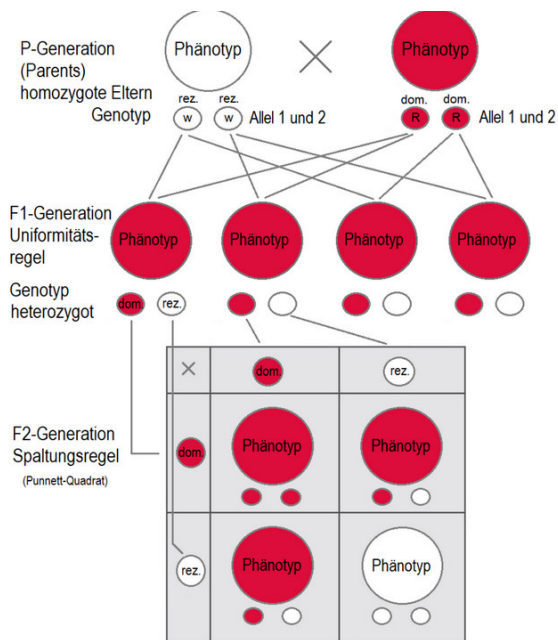 P-Generation
(Parents)
homozygote Eltern
Genotyp
Phänotyp
Phänotyp
rez. rez.
w w
Allel 1 und 2
dom. dom.
R R
Allel 1 und 2
F1-Generation
Uniformitäts-
regel
Phänotyp Phänotyp Phänotyp Phänotyp
Genotyp
heterozygot
dom. rez.
dom. rez.
F2-Generation
Spaltungsregel
(Punnett-Quadrat)
dom.
Phänotyp Phänotyp
rez.
Phänotyp Phänotyp